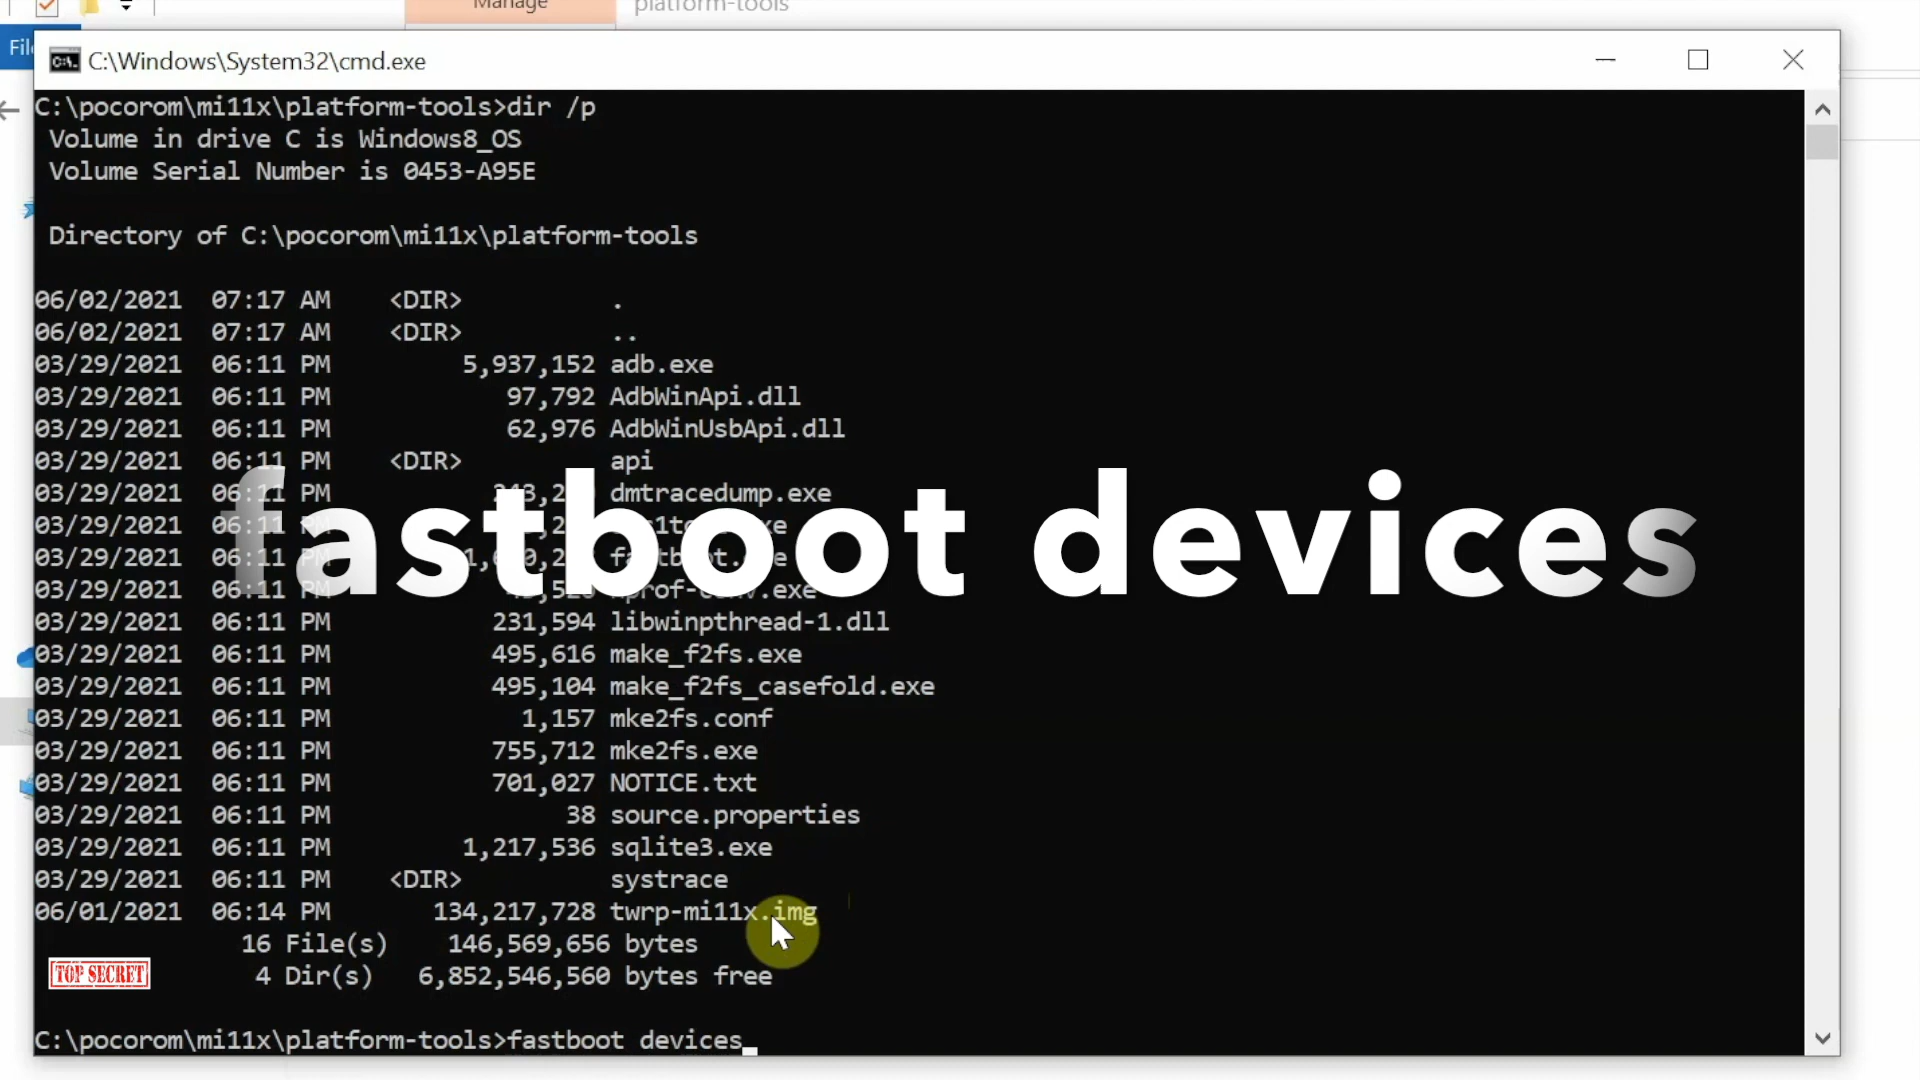 Manage
platform-tools
C:\Windows\System32\cmd.exe
C:\pocorom\mi11x\platform-tools>dir /p
Volume in drive C is Windows8_OS
Volume Serial Number is 0453-A95E
Directory of C:\pocorom\mi11x\platform-tools
06/02/2021 07:17 AM <DIR> .
06/02/2021 07:17 AM <DIR> ..
03/29/2021 06:11 PM 5,937,152 adb.exe
03/29/2021 06:11 PM 97,792 AdbWinApi.dll
03/29/2021 06:11 PM 62,976 AdbWinUsbApi.dll
03/29/2021 06:11 PM <DIR> api
03/29/2021 06:11 PM dmtracedump.exe
03/29/2021 06:11 PM
03/29/2021 06:11 PM
03/29/2021 06:11 PM
fastboot devices
03/29/2021 06:11 PM 231,594 libwinpthread-1.dll
03/29/2021 06:11 PM 495,616 make_f2fs.exe
03/29/2021 06:11 PM 495,104 make_f2fs_casefold.exe
03/29/2021 06:11 PM 1,157 mke2fs.conf
03/29/2021 06:11 PM 755,712 mke2fs.exe
03/29/2021 06:11 PM 701,027 NOTICE.txt
03/29/2021 06:11 PM 38 source.properties
03/29/2021 06:11 PM 1,217,536 sqlite3.exe
03/29/2021 06:11 PM <DIR> systrace
06/01/2021 06:14 PM 134,217,728 twrp-mi11x.img
16 File(s) 146,569,656 bytes
TOP SECRET
4 Dir(s) 6,852,546,560 bytes free
C:\pocorom\mi11x\platform-tools>fastboot devices_